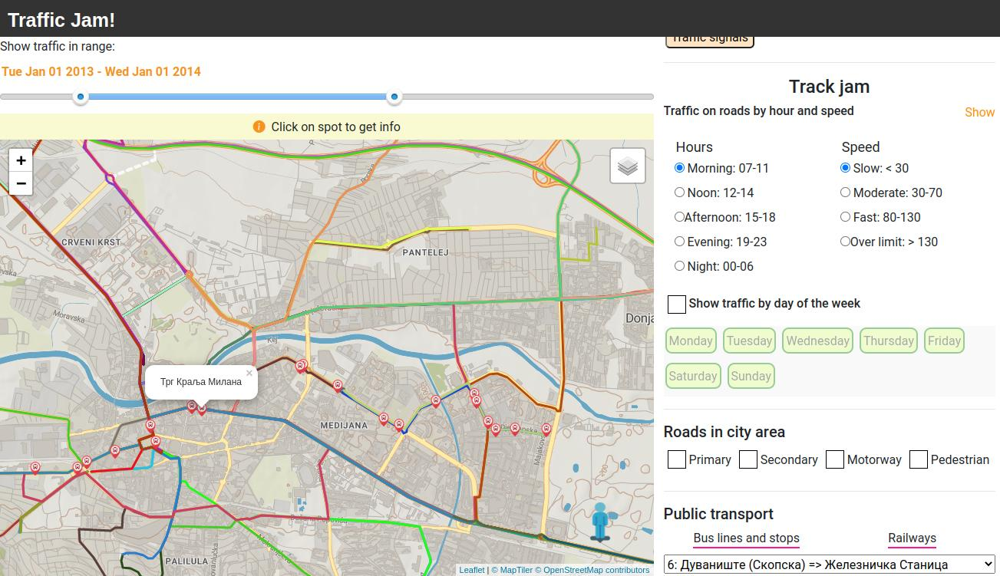 Traffic Jam!
Show traffic in range:
Tue Jan 01 2013 - Wed Jan 01 2014
Click on spot to get info
+
−
CRVENI KRST
PANTELEJ
Moravska
Kej
Donja
Трг Краља Милана
×
MEDIJANA
200
PALILULA
Leaflet | © MapTiler © OpenStreetMap contributors
Traffic signals
Track jam
Traffic on roads by hour and speed
Show
Hours
Speed
Morning: 07-11
Slow: < 30
Noon: 12-14
Moderate: 30-70
Afternoon: 15-18
Fast: 80-130
Evening: 19-23
Over limit: > 130
Night: 00-06
Show traffic by day of the week
Monday Tuesday Wednesday Thursday Friday
Saturday Sunday
Roads in city area
Primary Secondary Motorway Pedestrian
Public transport
Bus lines and stops
Railways
6: Дуваниште (Скопска) => Железничка Станица